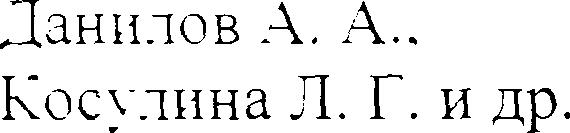 Данилов А. А.,
Косулина Л. Г. и др.